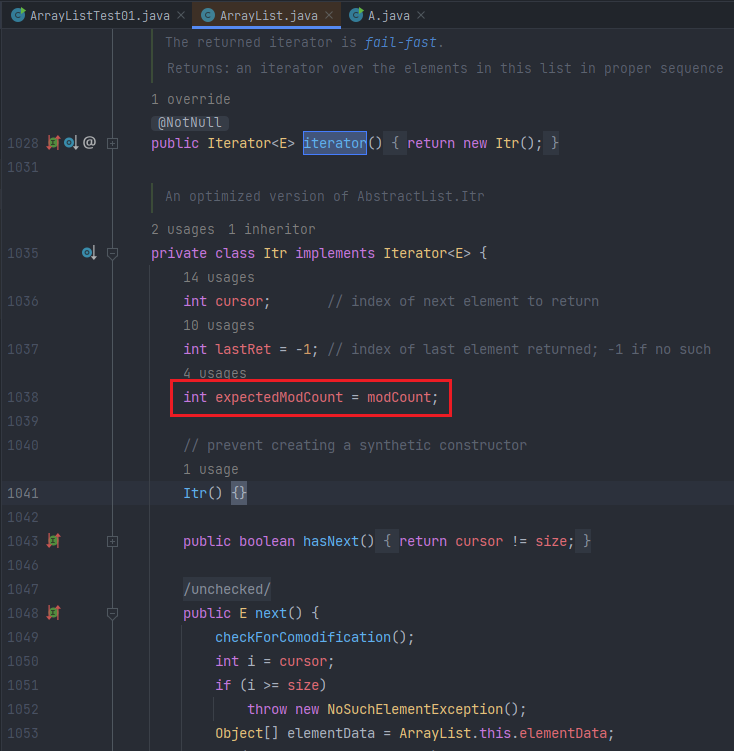 ArrayListTest01.java × ArrayList.java × A.java ×
The returned iterator is fail-fast.
Returns: an iterator over the elements in this list in proper sequence
1 override
@NotNull
1028 @ public Iterator<E> iterator() { return new Itr(); }
1031
An optimized version of AbstractList.Itr
2 usages 1 inheritor
1035 private class Itr implements Iterator<E> {
14 usages
1036 int cursor; // index of next element to return
10 usages
1037 int lastRet = -1; // index of last element returned; -1 if no such
4 usages
1038 int expectedModCount = modCount;
1039
1040 // prevent creating a synthetic constructor
1 usage
1041 Itr() {}
1042
1043 public boolean hasNext() { return cursor != size; }
1046
1047 /unchecked/
1048 public E next() {
1049 checkForComodification();
1050 int i = cursor;
1051 if (i >= size)
1052 throw new NoSuchElementException();
1053 Object[] elementData = ArrayList.this.elementData;